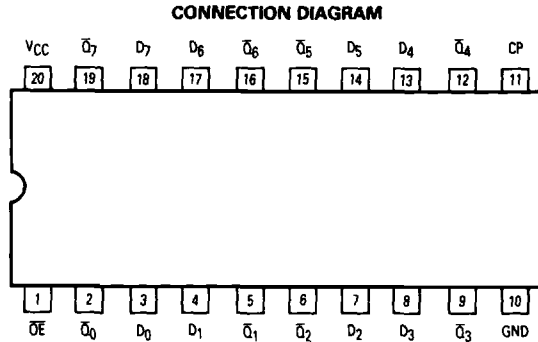 CONNECTION DIAGRAM
VCC Q̅7 D7 D6 Q̅6 Q̅5 D5 D4 Q̅4 CP
20 19 18 17 16 15 14 13 12 11
1 2 3 4 5 6 7 8 9 10
O̅E̅ Q̅0 D0 D1 Q̅1 Q̅2 D2 D3 Q̅3 GND